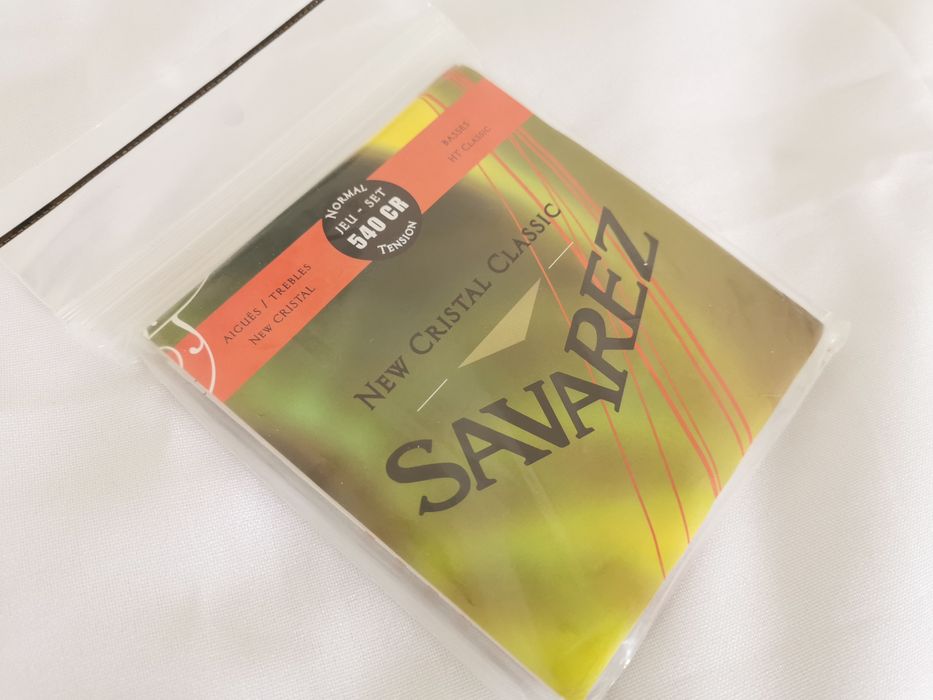 AIGUËS / TREBLES
NEW CRISTAL
NORMAL
JEU - SET
540 CR
TENSION
BASSES
HT CLASSIC
NEW CRISTAL CLASSIC
SAVAREZ